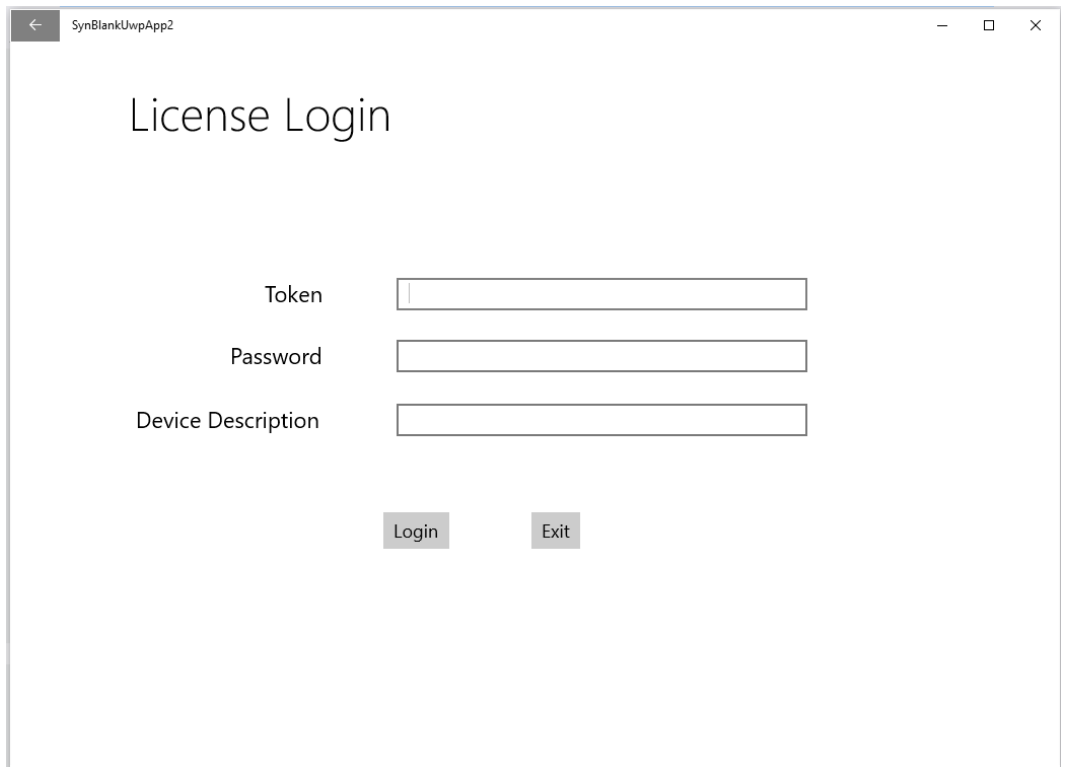 SynBlankUwpApp2
License Login
Token
Password
Device Description
Login Exit